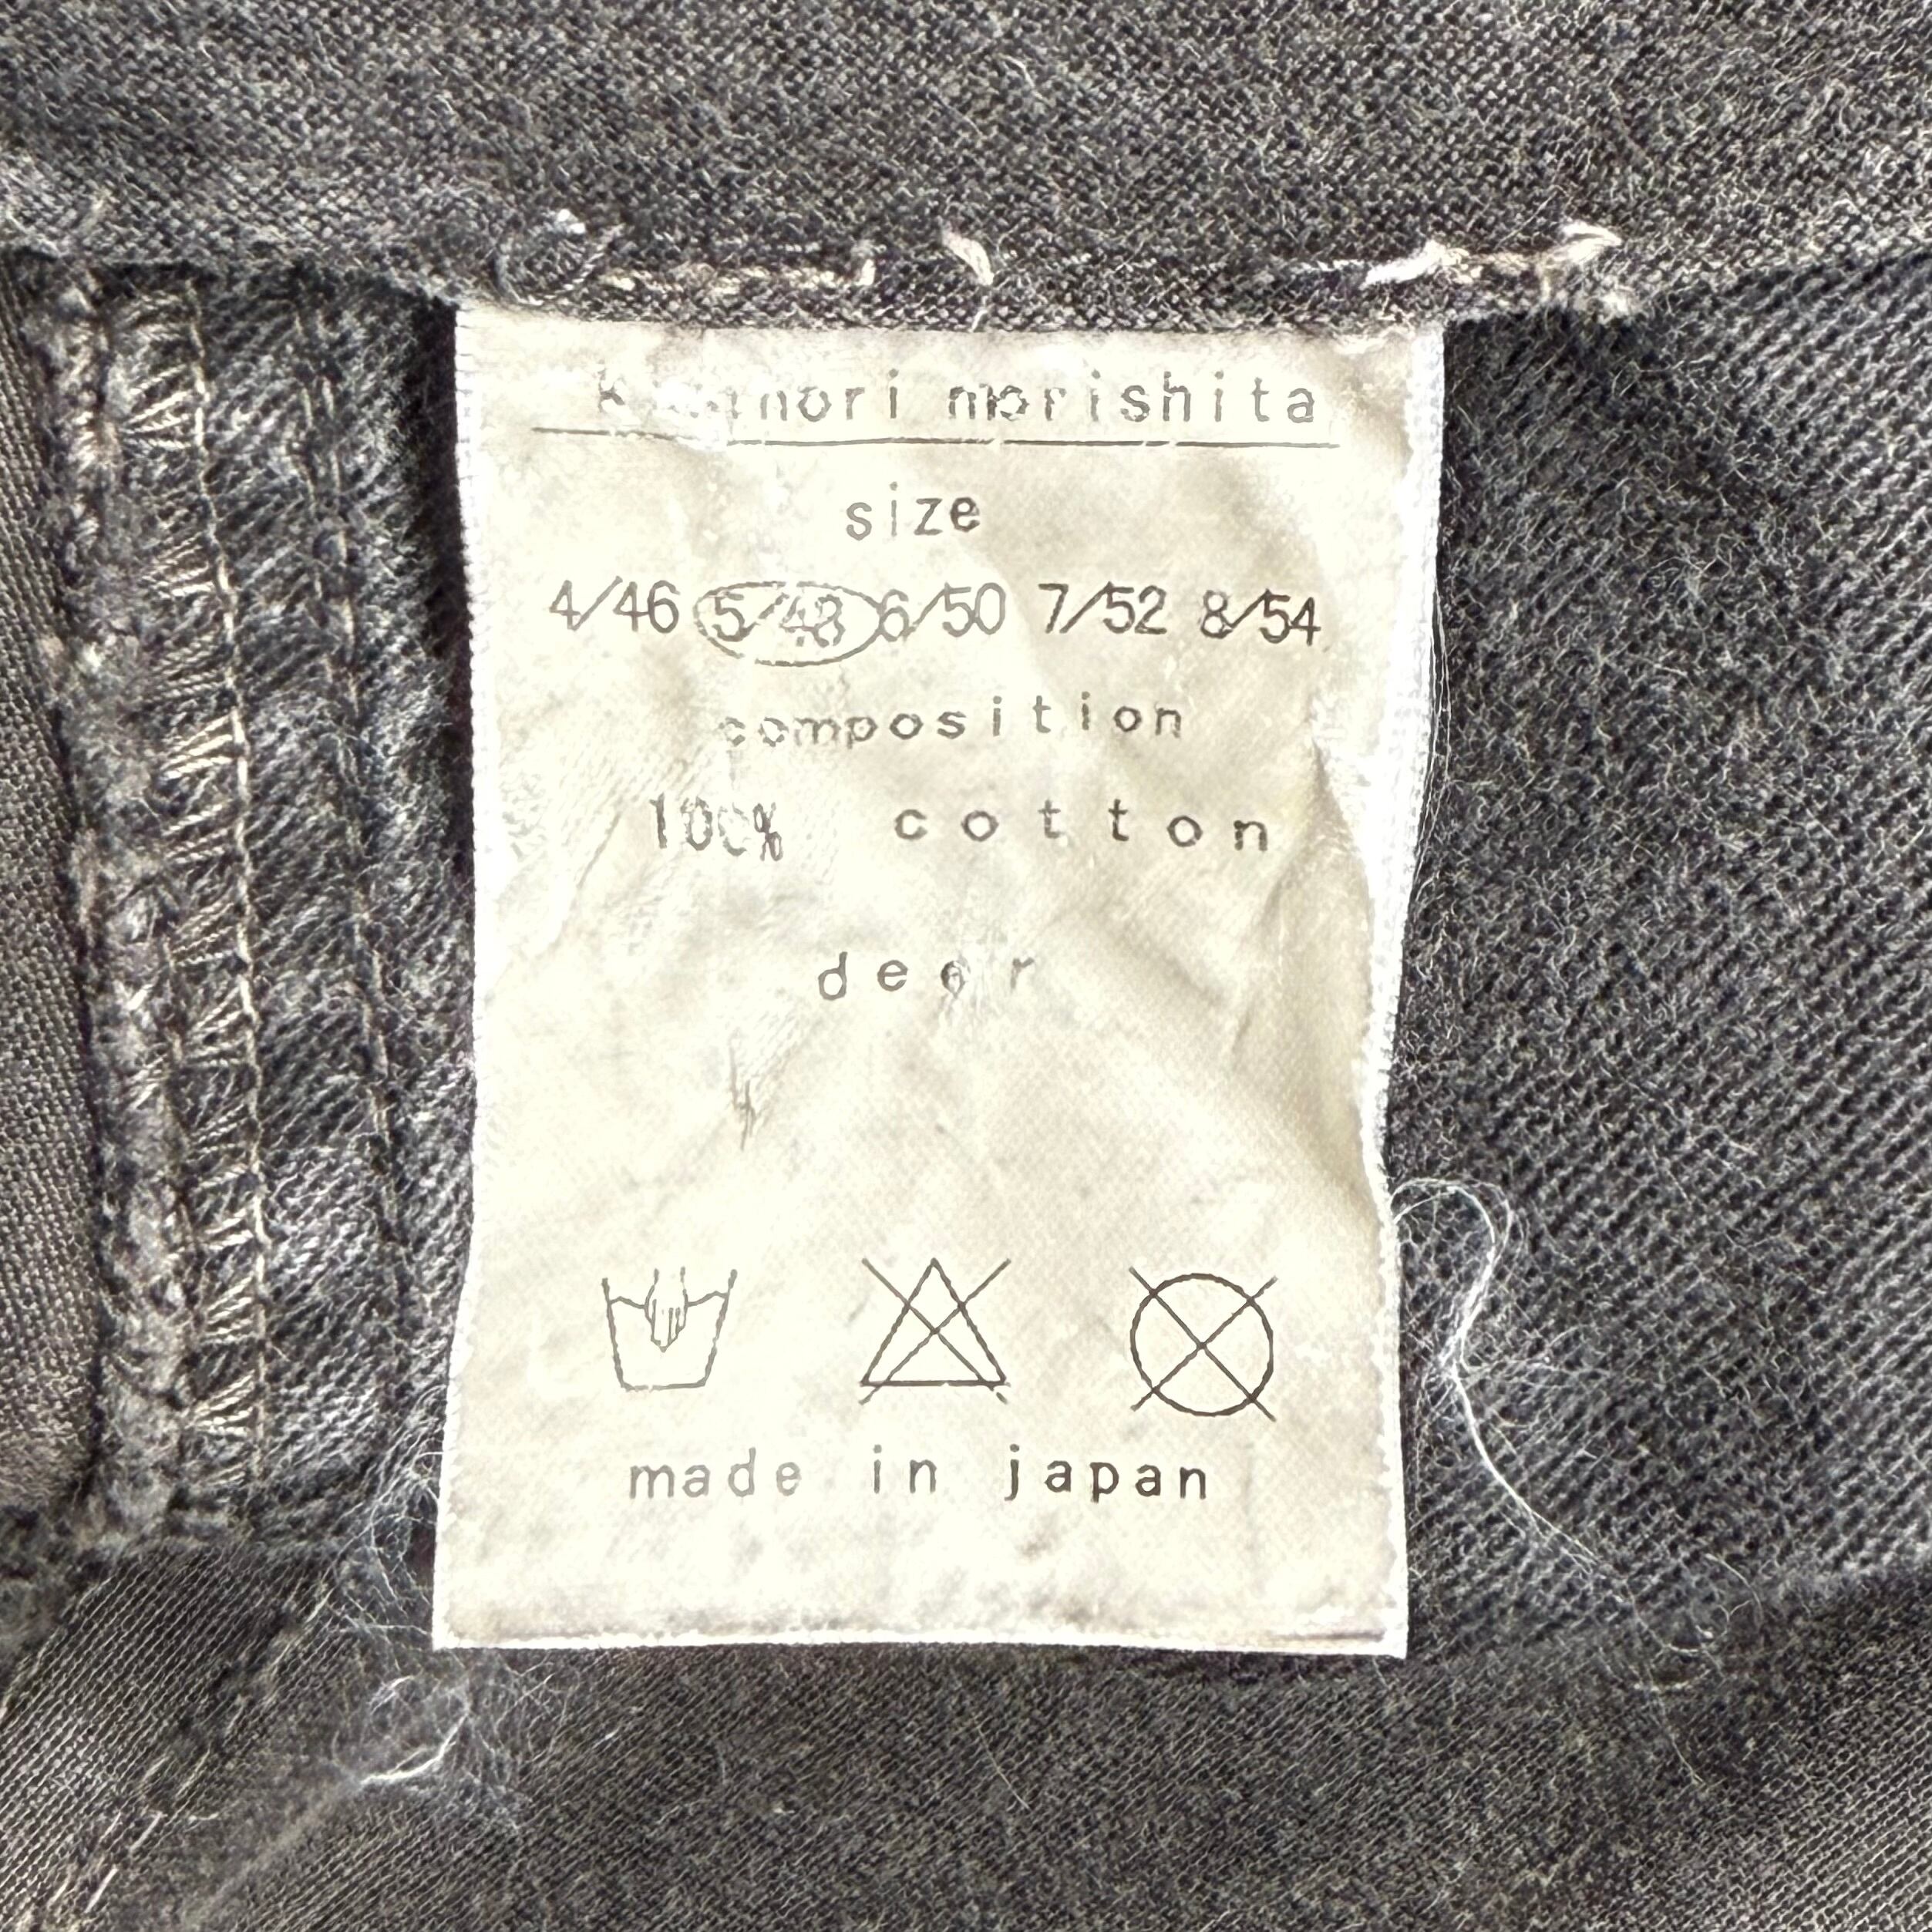 morishita
size
4/46 5/48 6/50 7/52 8/54
composition
100% cotton
deer
made in japan